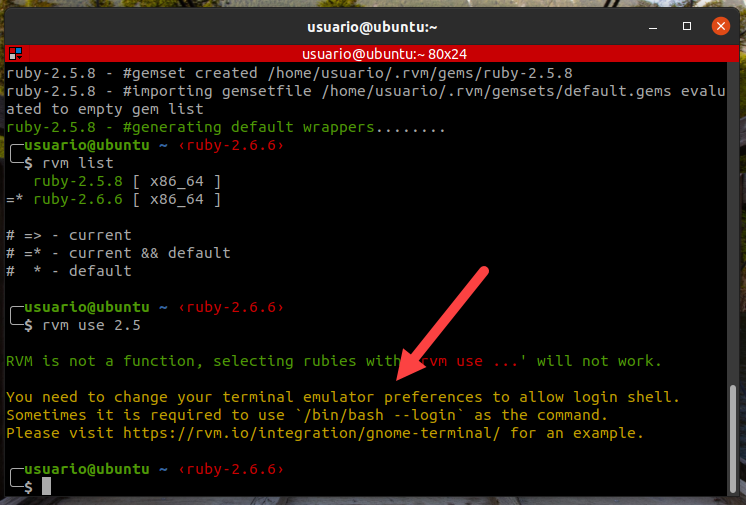 usuario@ubuntu:~
usuario@ubuntu:~ 80x24
ruby-2.5.8 - #gemset created /home/usuario/.rvm/gems/ruby-2.5.8
ruby-2.5.8 - #importing gemsetfile /home/usuario/.rvm/gemsets/default.gems evalu
ated to empty gem list
ruby-2.5.8 - #generating default wrappers........
usuario@ubuntu ~ ‹ruby-2.6.6›
$ rvm list
ruby-2.5.8 [ x86_64 ]
=* ruby-2.6.6 [ x86_64 ]
# => - current
# =* - current && default
#  * - default
usuario@ubuntu ~ ‹ruby-2.6.6›
$ rvm use 2.5
RVM is not a function, selecting rubies with rvm use ...' will not work.
You need to change your terminal emulator preferences to allow login shell.
Sometimes it is required to use `/bin/bash --login` as the command.
Please visit https://rvm.io/integration/gnome-terminal/ for an example.
usuario@ubuntu ~ ‹ruby-2.6.6›
$